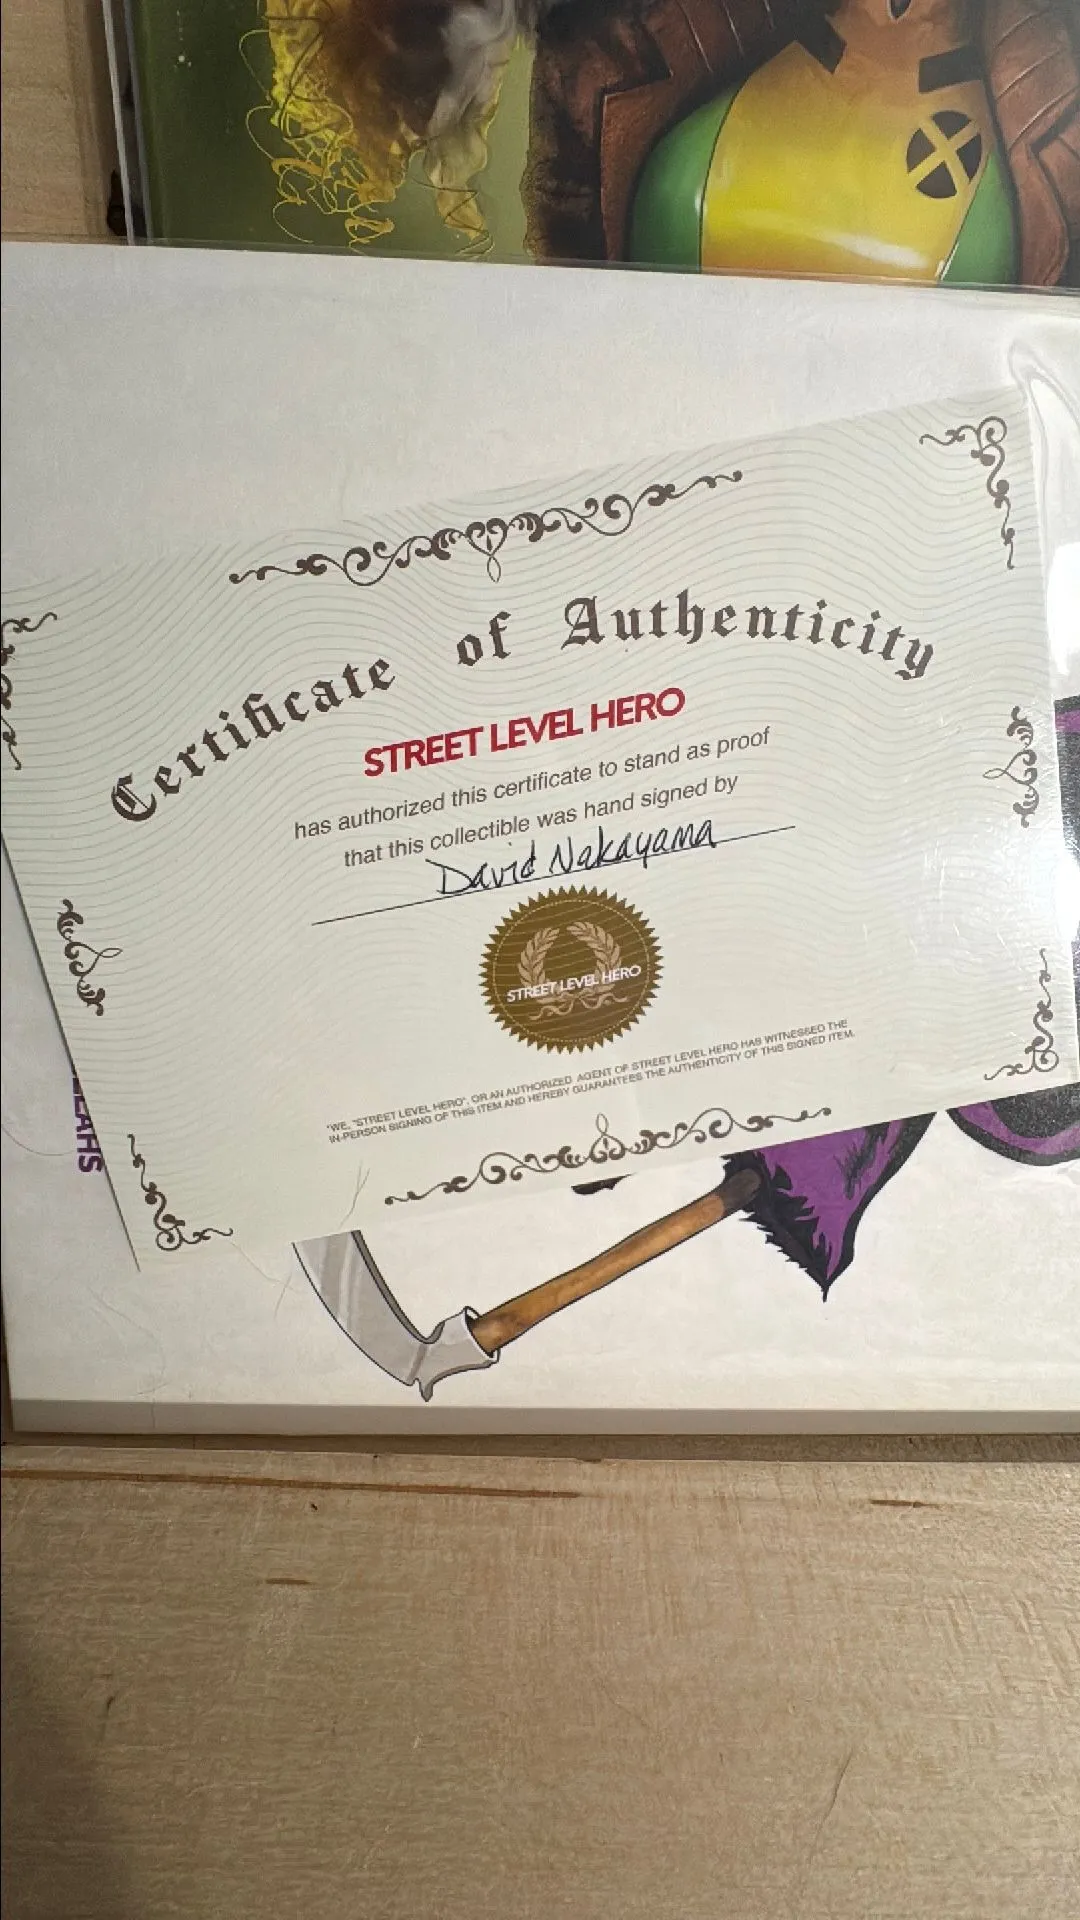 Certificate of Authenticity
STREET LEVEL HERO
has authorized this certificate to stand as proof
that this collectible was hand signed by
David Nakayama
STREET LEVEL HERO
"WE, "STREET LEVEL HERO", OR AN AUTHORIZED AGENT OF STREET LEVEL HERO HAS WITNESSED THE
IN-PERSON SIGNING OF THIS ITEM AND HEREBY GUARANTEES THE AUTHENTICITY OF THIS SIGNED ITEM.